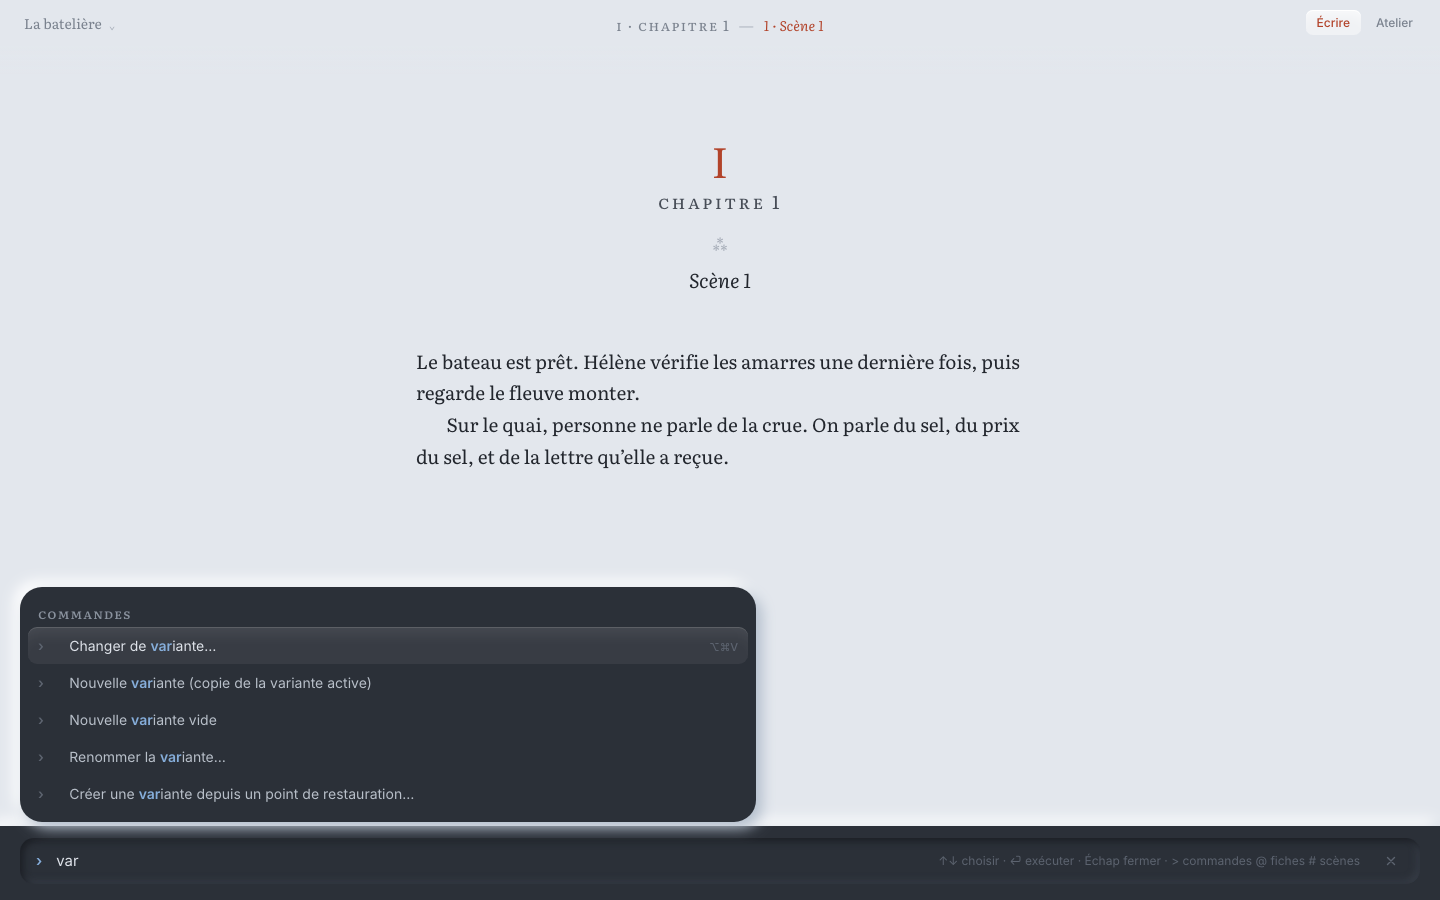 La batelière
I · CHAPITRE 1 — 1 · Scène 1
Écrire
Atelier
I
CHAPITRE 1
⁂
Scène 1
Le bateau est prêt. Hélène vérifie les amarres une dernière fois, puis
regarde le fleuve monter.
Sur le quai, personne ne parle de la crue. On parle du sel, du prix
du sel, et de la lettre qu’elle a reçue.
COMMANDES
› Changer de variante… ⌥⌘V
› Nouvelle variante (copie de la variante active)
› Nouvelle variante vide
› Renommer la variante…
› Créer une variante depuis un point de restauration…
› var
↑↓ choisir · ⏎ exécuter · Échap fermer · > commandes @ fiches # scènes ×